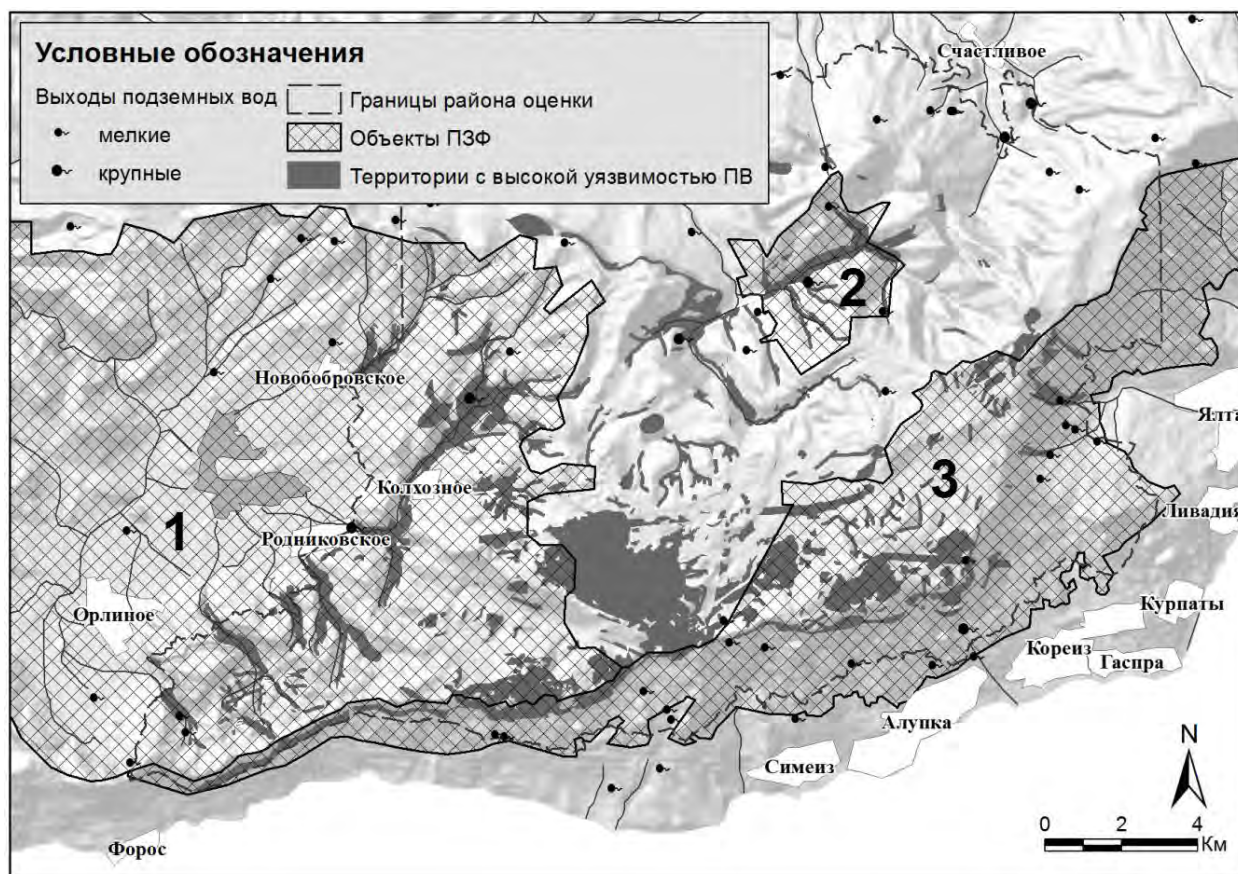 Условные обозначения
Выходы подземных вод
мелкие
крупные
Границы района оценки
Объекты ПЗФ
Территории с высокой уязвимостью ПВ
Счастливое
2
Новобобровское
Ялта
Колхозное
3
1
Родниковское
Ливадия
Орлиное
Курпаты
Кореиз
Гаспра
Алупка
Симеиз
Форос
N
0 2 4
Км